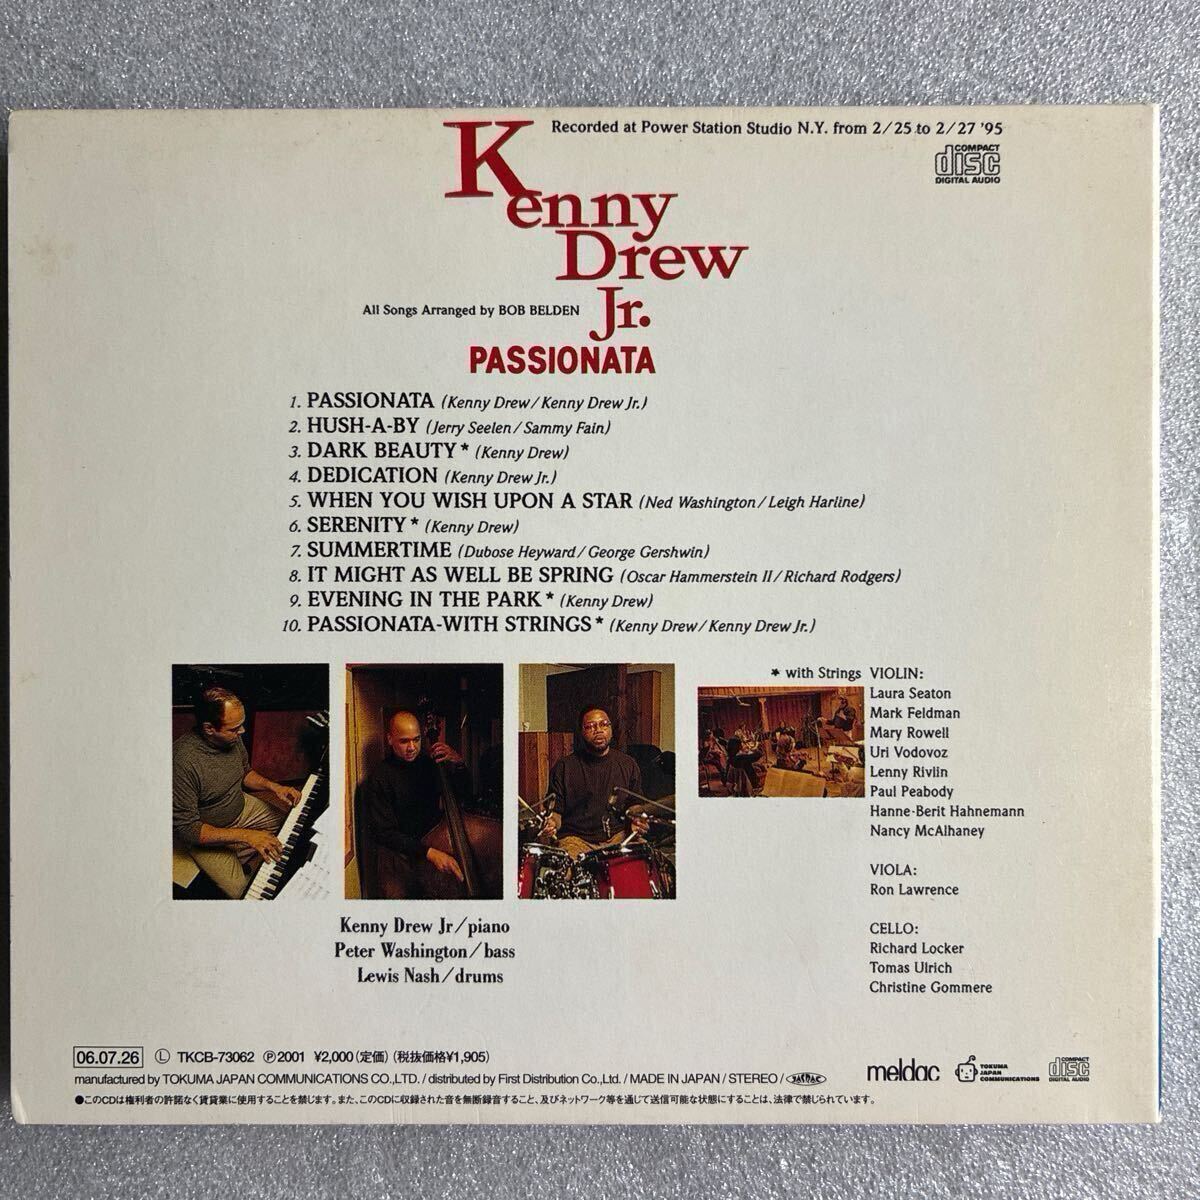 Recorded at Power Station Studio N.Y. from 2/25 to 2/27 '95
COMPACT
disc
DIGITAL AUDIO
Kenny
Drew
Jr.
All Songs Arranged by BOB BELDEN
PASSIONATA
1. PASSIONATA (Kenny Drew/Kenny Drew Jr.)
2. HUSH-A-BY (Jerry Seelen/Sammy Fain)
3. DARK BEAUTY* (Kenny Drew)
4. DEDICATION (Kenny Drew Jr.)
5. WHEN YOU WISH UPON A STAR (Ned Washington/Leigh Harline)
6. SERENITY* (Kenny Drew)
7. SUMMERTIME (Dubose Heyward/George Gershwin)
8. IT MIGHT AS WELL BE SPRING (Oscar Hammerstein II/Richard Rodgers)
9. EVENING IN THE PARK* (Kenny Drew)
10. PASSIONATA-WITH STRINGS* (Kenny Drew/Kenny Drew Jr.)
* with Strings
VIOLIN:
Laura Seaton
Mark Feldman
Mary Rowell
Uri Vodovoz
Lenny Rivlin
Paul Peabody
Hanne-Berit Hahnemann
Nancy McAlhaney
VIOLA:
Ron Lawrence
CELLO:
Richard Locker
Tomas Ulrich
Christine Gommere
Kenny Drew Jr/piano
Peter Washington/bass
Lewis Nash/drums
06.07.26 Ⓛ TKCB-73062 ℗2001 ¥2,000(定価)(税抜価格¥1,905)
manufactured by TOKUMA JAPAN COMMUNICATIONS CO.,LTD./distributed by First Distribution Co.,Ltd./MADE IN JAPAN/STEREO/JASRAC
●このCDは権利者の許諾なく賃貸業に使用することを禁じます。また、このCDに収録された音を無断録音すること、及びネットワーク等を通じて送信可能な状態にすることは、法律で禁じられています。
meldac
TOKUMA
JAPAN
COMMUNICATIONS
COMPACT
disc
DIGITAL AUDIO